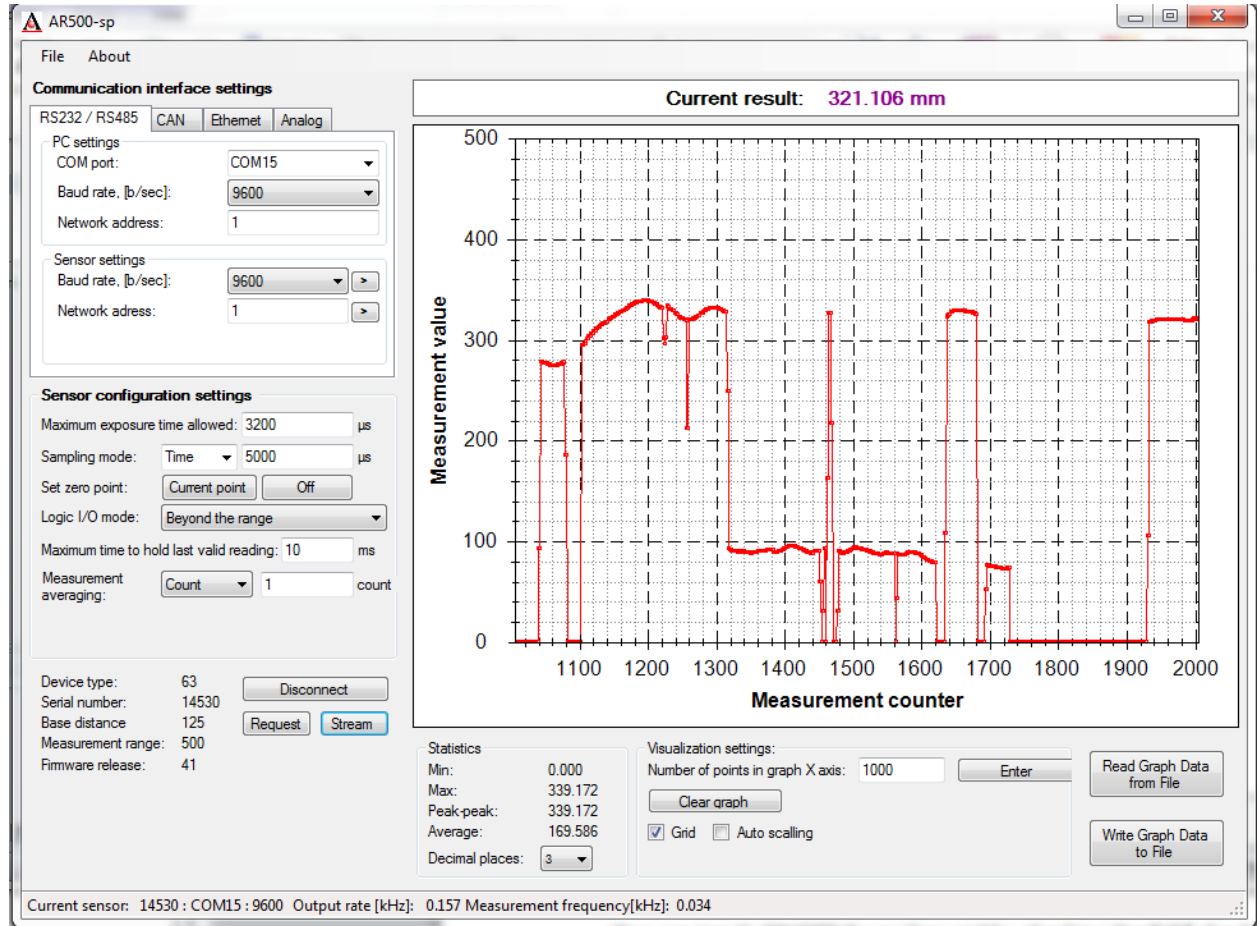 AR500-sp
File About
Communication interface settings
RS232 / RS485 CAN Ethernet Analog
PC settings
COM port: COM15
Baud rate, [b/sec]: 9600
Network address: 1
Sensor settings
Baud rate, [b/sec]: 9600 >
Network adress: 1 >
Sensor configuration settings
Maximum exposure time allowed: 3200 µs
Sampling mode: Time 5000 µs
Set zero point: Current point Off
Logic I/O mode: Beyond the range
Maximum time to hold last valid reading: 10 ms
Measurement
averaging: Count 1 count
Device type: 63
Serial number: 14530
Base distance 125
Measurement range: 500
Firmware release: 41
Disconnect
Request Stream
Current result: 321.106 mm
Measurement value
500
400
300
200
100
0
1100 1200 1300 1400 1500 1600 1700 1800 1900 2000
Measurement counter
Statistics
Min: 0.000
Max: 339.172
Peak-peak: 339.172
Average: 169.586
Decimal places: 3
Visualization settings:
Number of points in graph X axis: 1000 Enter
Clear graph
Grid Auto scalling
Read Graph Data
from File
Write Graph Data
to File
Current sensor: 14530 : COM15 : 9600 Output rate [kHz]: 0.157 Measurement frequency[kHz]: 0.034